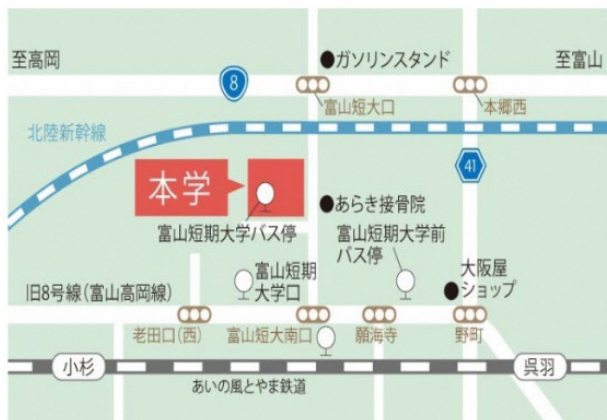 至高岡
8
ガソリンスタンド
至富山
富山短大口
本郷西
北陸新幹線
本学
41
あらき接骨院
富山短期大学バス停
富山短期大学前
バス停
富山短期
大学口
大阪屋
ショップ
旧8号線(富山高岡線)
老田口(西)
富山短大南口
願海寺
野町
小杉
呉羽
あいの風とやま鉄道